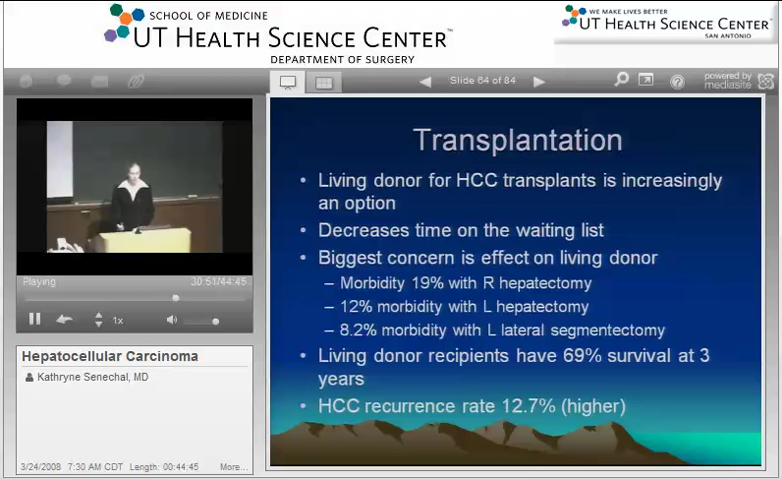 SCHOOL OF MEDICINE
UT HEALTH SCIENCE CENTER™
DEPARTMENT OF SURGERY
WE MAKE LIVES BETTER
UT HEALTH SCIENCE CENTER™
SAN ANTONIO
Slide 64 of 84
powered by
mediasite
Playing
30:51/44:45
1x
Hepatocellular Carcinoma
Kathryne Senechal, MD
3/24/2008 7:30 AM CDT Length: 00:44:45 More...
Transplantation
• Living donor for HCC transplants is increasingly
an option
• Decreases time on the waiting list
• Biggest concern is effect on living donor
– Morbidity 19% with R hepatectomy
– 12% morbidity with L hepatectomy
– 8.2% morbidity with L lateral segmentectomy
• Living donor recipients have 69% survival at 3
years
• HCC recurrence rate 12.7% (higher)